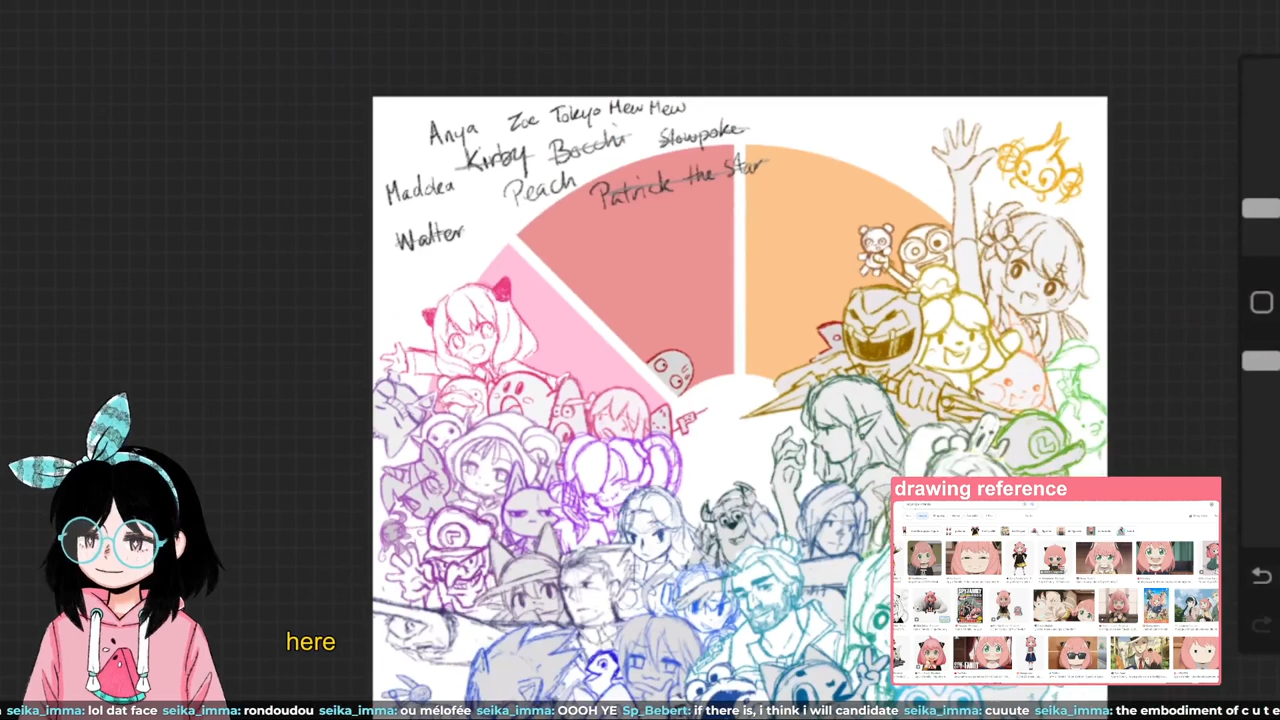 Anya Zoe Tokyo Mew Mew
Kirby Bocchi Slowpoke
Maddea Peach Patrick the Star
Walter
L
drawing reference
here
seika_imma: lol dat face seika_imma: rondoudou seika_imma: ou mélofée seika_imma: OOOH YE Sp_Bebert: if there is, i think i will candidate seika_imma: cuuute seika_imma: the embodiment of c u t e